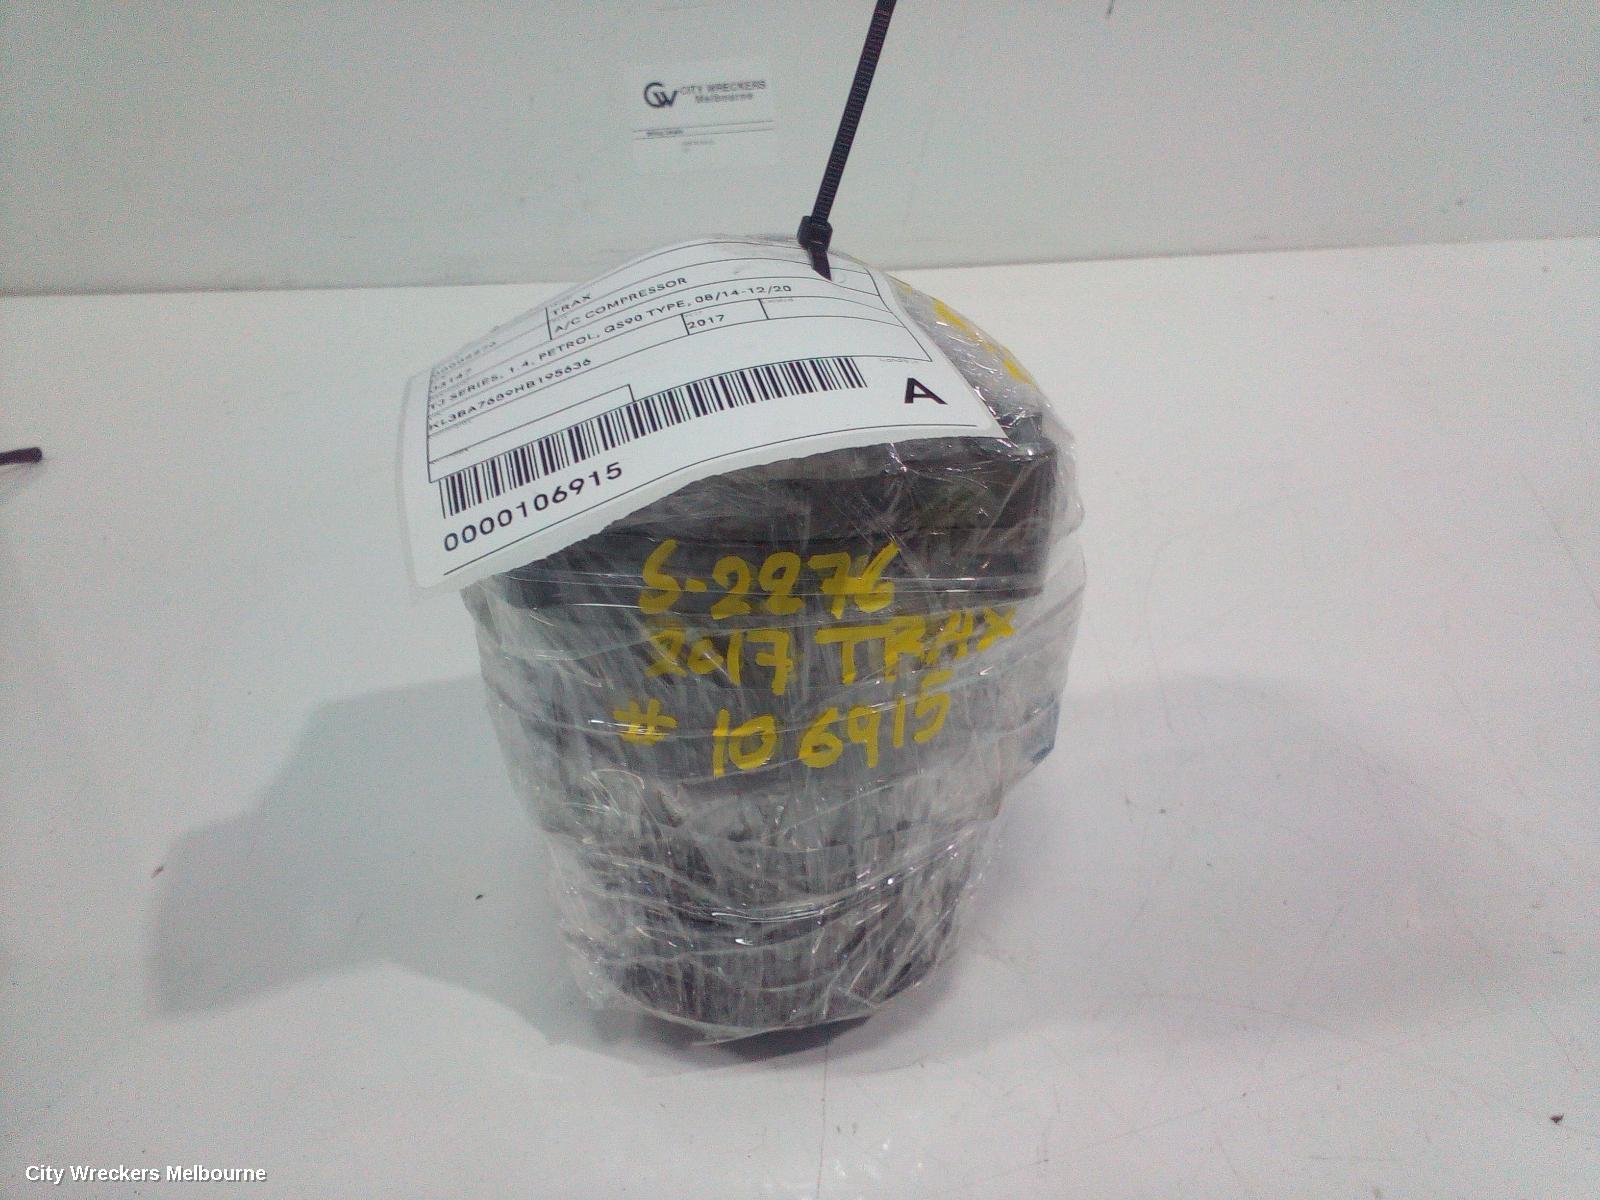 CITY WRECKERS
Melbourne
TRAX
A/C COMPRESSOR
TJ SERIES, 1.4, PETROL, QS90 TYPE, 08/14-12/20
2017
KL3BA7689HB195636
A
0000106915
S-2276
2017 TRAX
# 106915
City Wreckers Melbourne